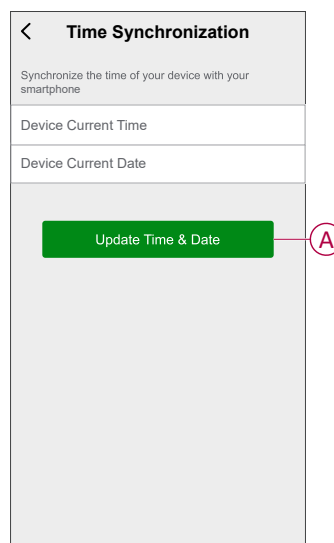 Time Synchronization
Synchronize the time of your device with your
smartphone
Device Current Time
Device Current Date
Update Time & Date
A